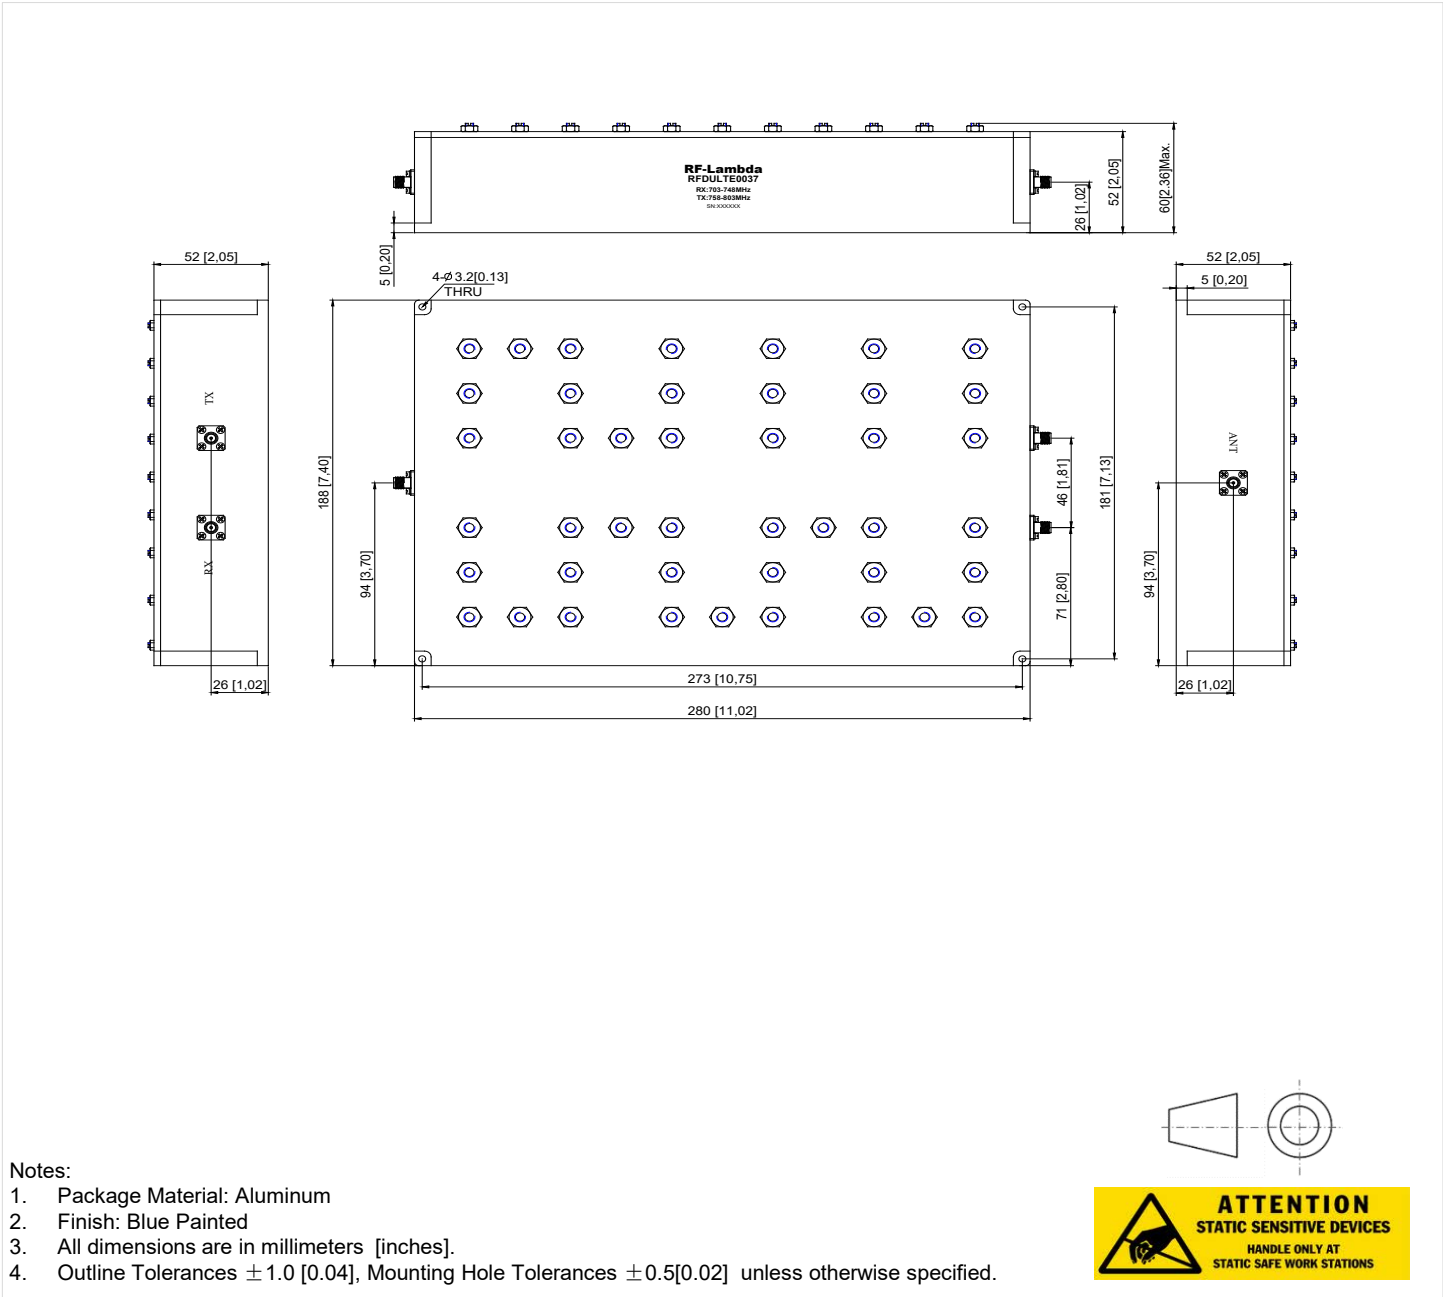 RF-Lambda
RFDULTE0037
RX:703-748MHz
TX:758-803MHz
SN:XXXXXX
5 [0,20]
26 [1,02]
52 [2,05]
60[2.36]Max.
52 [2,05]
4-Ø 3.2[0.13]
THRU
52 [2,05]
5 [0,20]
TX
RX
188 [7,40]
94 [3,70]
46 [1,81]
181 [7,13]
71 [2,80]
ANT
94 [3,70]
26 [1,02]
273 [10,75]
280 [11,02]
26 [1,02]
Notes:
1. Package Material: Aluminum
2. Finish: Blue Painted
3. All dimensions are in millimeters [inches].
4. Outline Tolerances ±1.0 [0.04], Mounting Hole Tolerances ±0.5[0.02] unless otherwise specified.
ATTENTION
STATIC SENSITIVE DEVICES
HANDLE ONLY AT
STATIC SAFE WORK STATIONS